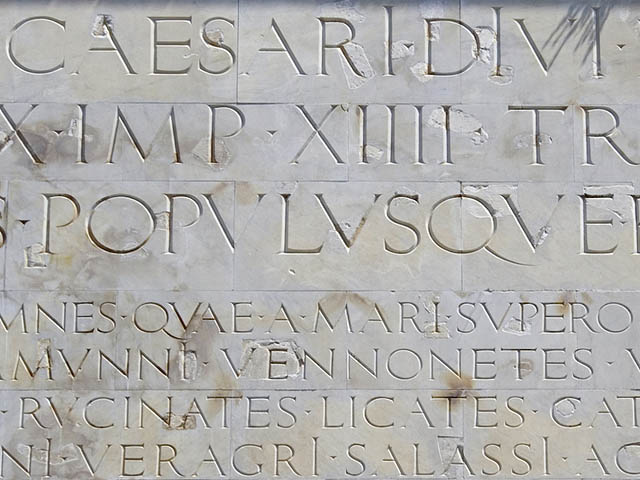 CAESARI·DIVI·
X·IMP·XIIII·TR
S·POPVLVSQVE
MNES·QVAE·A·MARI·SVPERO
AMVNNI·VENNONETES·V
·RVCINATES·LICATES·CAT
NI·VERAGRI·SALASSI·AC